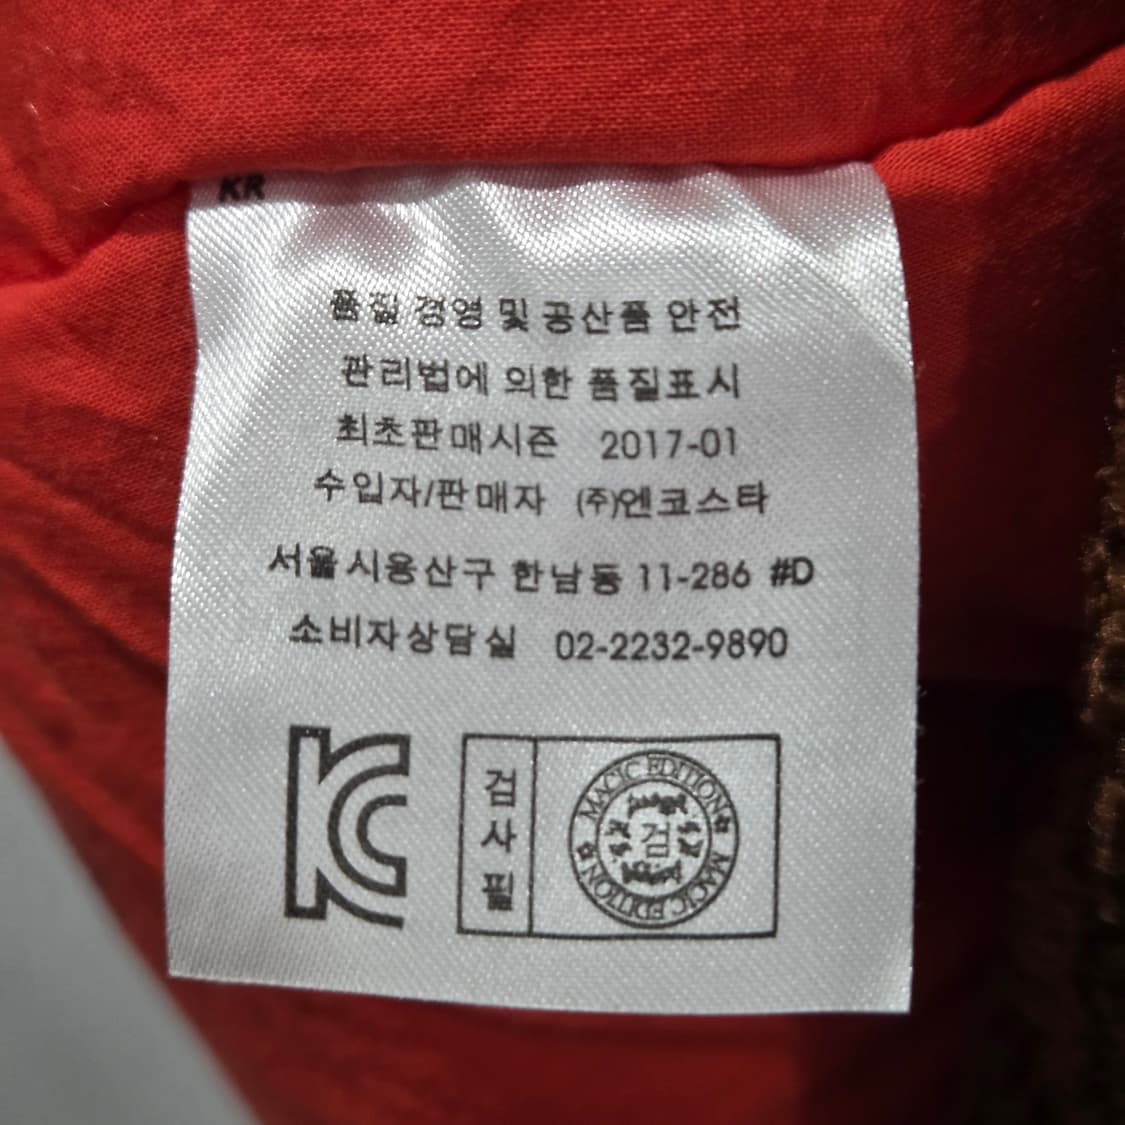 KR
품질 경영 및 공산품 안전
관리법에 의한 품질표시
최초판매시즌 2017-01
수입자/판매자 (주)엔코스타
서울시용산구 한남동 11-286 #D
소비자상담실 02-2232-9890
KC
검사필
MAGIC EDITION
검
MAGIC EDITION